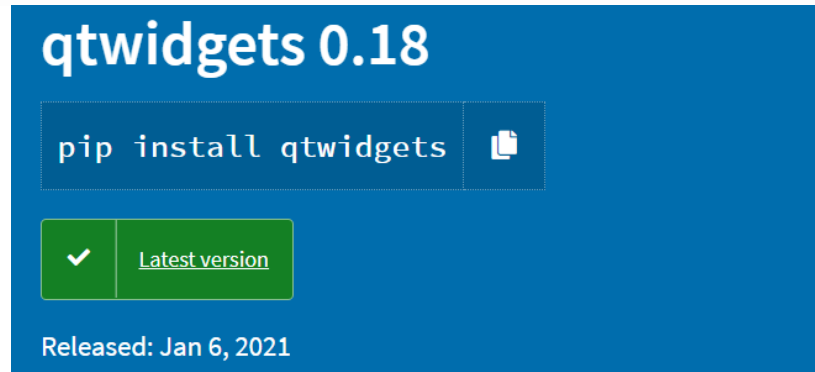 qtwidgets 0.18
pip install qtwidgets
Latest version
Released: Jan 6, 2021